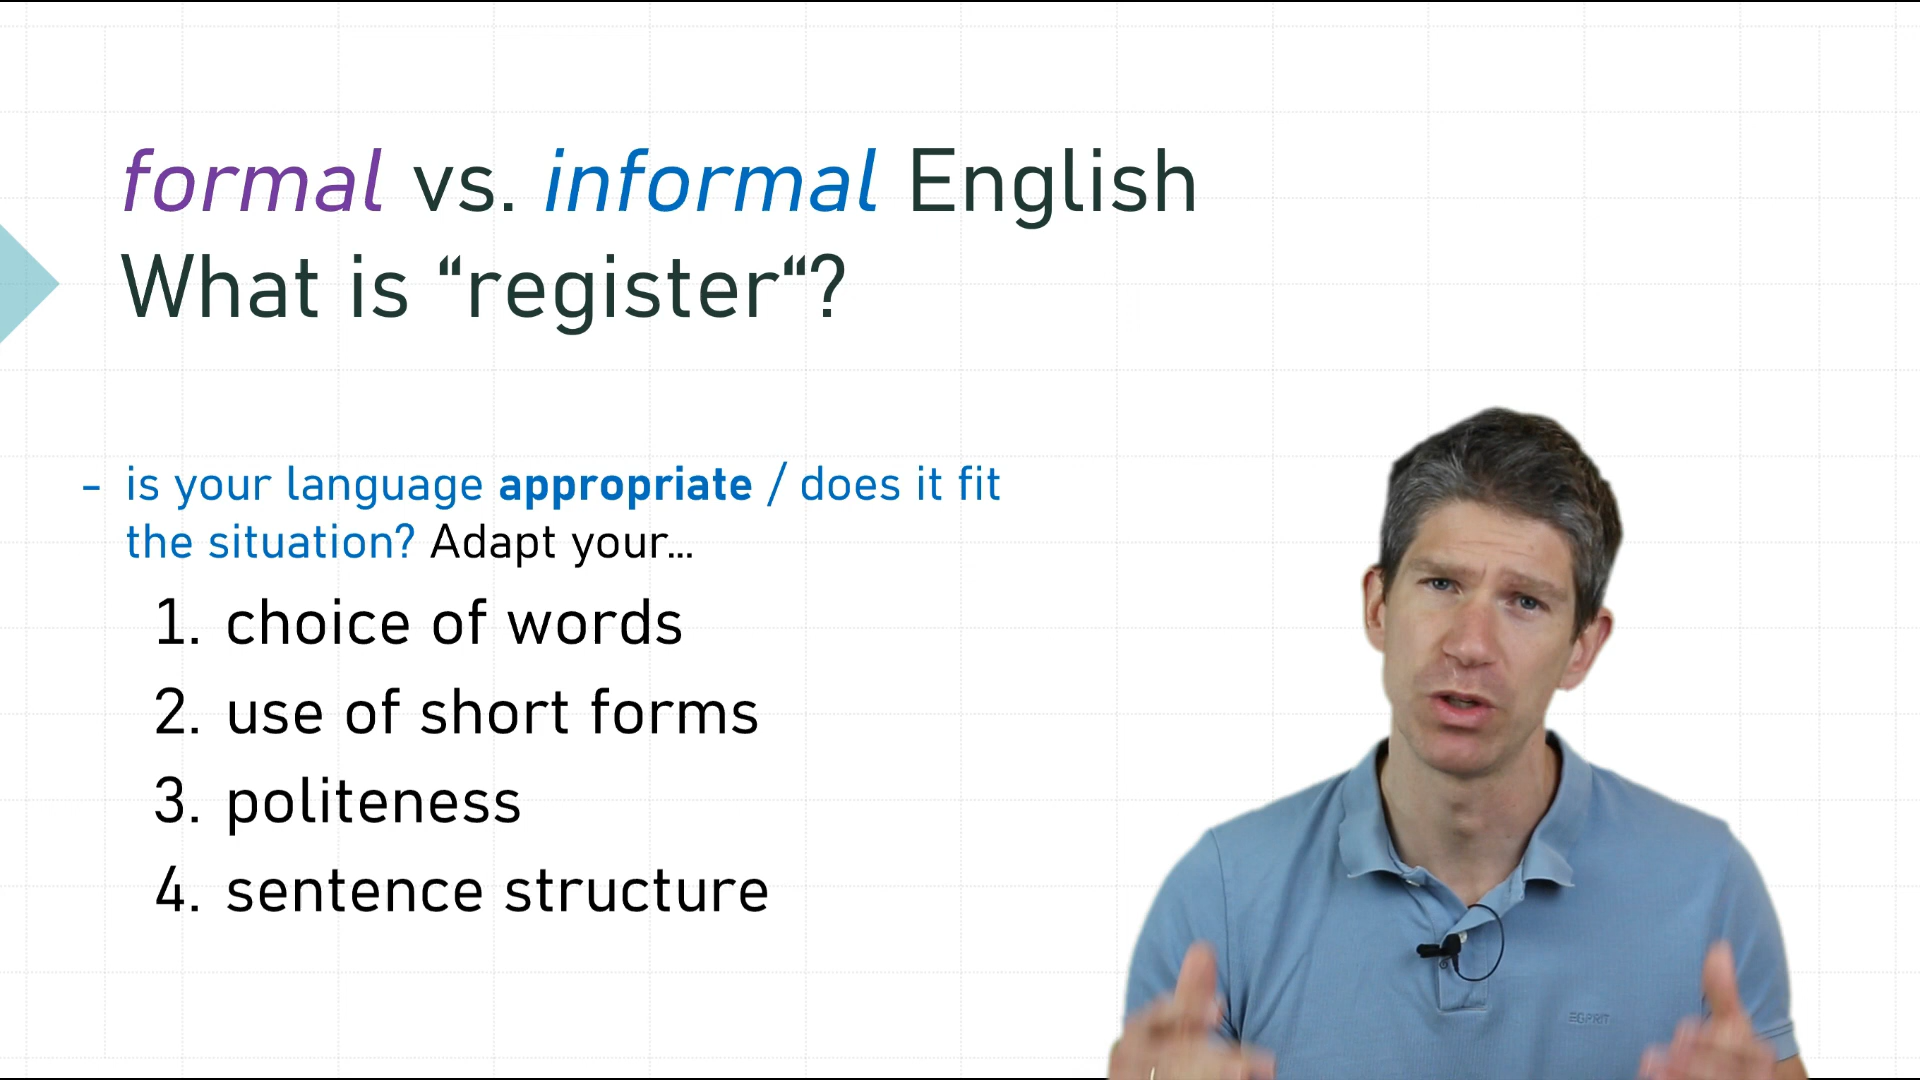 formal vs. informal English
What is “register“?
- is your language appropriate / does it fit
the situation? Adapt your...
1. choice of words
2. use of short forms
3. politeness
4. sentence structure
ESPRIT